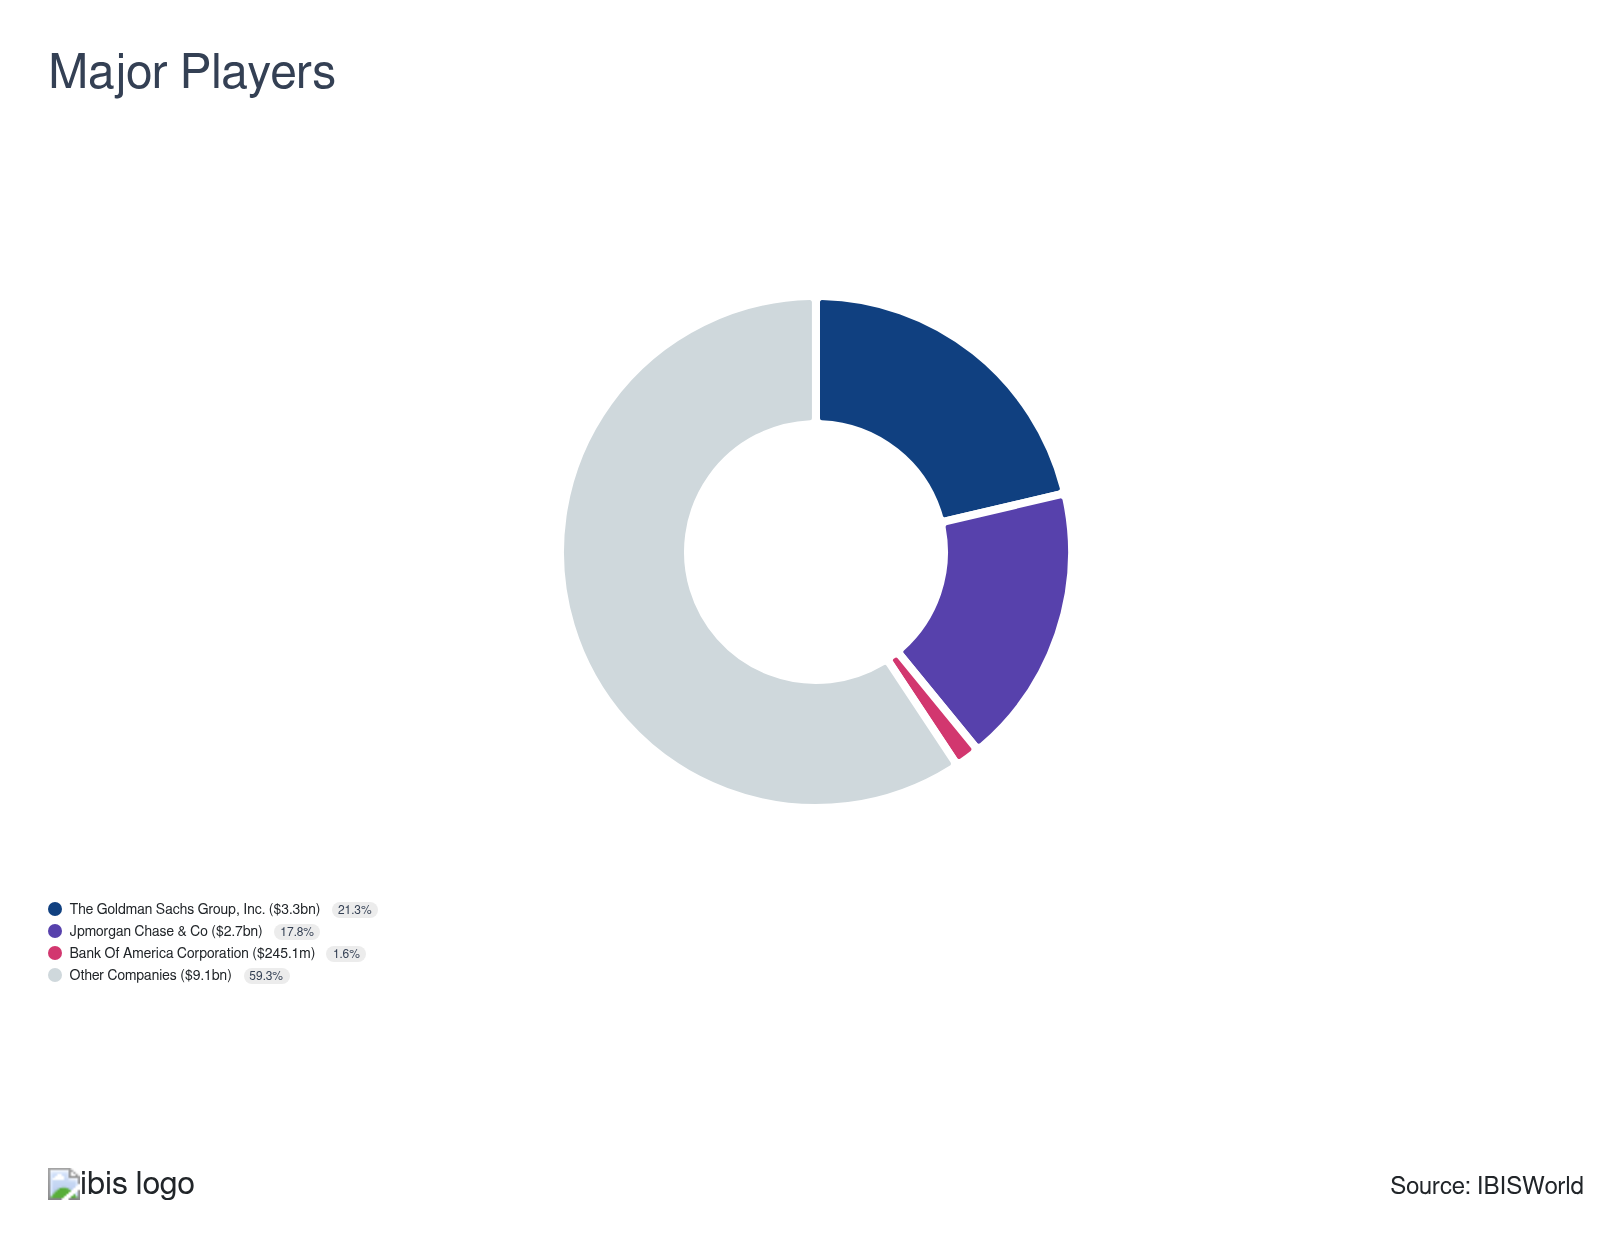 Major Players
The Goldman Sachs Group, Inc. ($3.3bn) 21.3%
Jpmorgan Chase & Co ($2.7bn) 17.8%
Bank Of America Corporation ($245.1m) 1.6%
Other Companies ($9.1bn) 59.3%
ibis logo
Source: IBISWorld